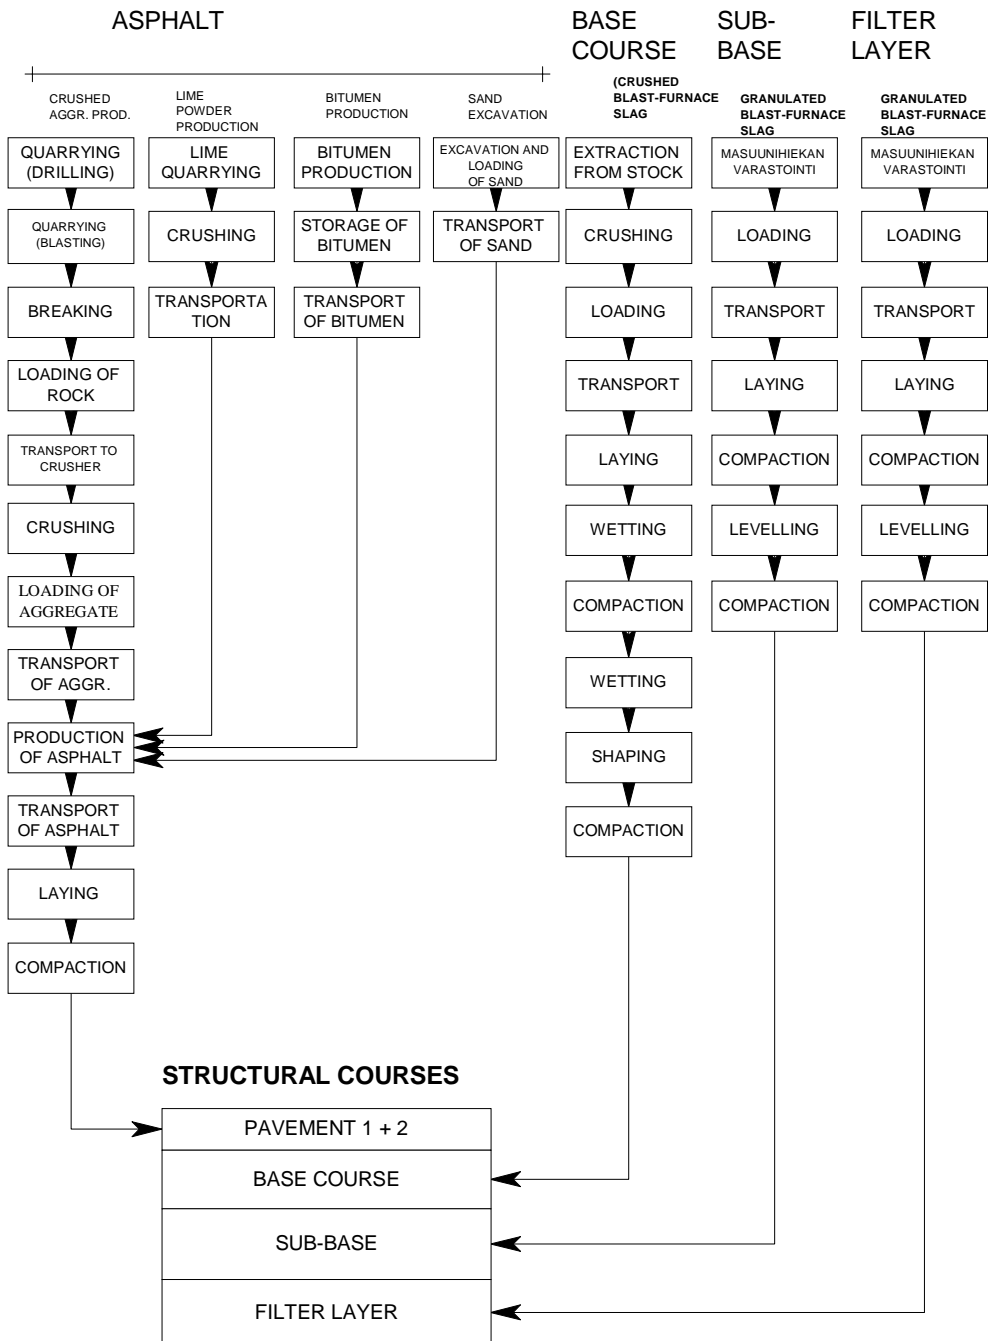 ASPHALT
BASE
COURSE
SUB-
BASE
FILTER
LAYER
CRUSHED
AGGR. PROD.
LIME
POWDER
PRODUCTION
BITUMEN
PRODUCTION
SAND
EXCAVATION
(CRUSHED
BLAST-FURNACE
SLAG
GRANULATED
BLAST-FURNACE
SLAG
GRANULATED
BLAST-FURNACE
SLAG
QUARRYING
(DRILLING)
QUARRYING
(BLASTING)
BREAKING
LOADING OF
ROCK
TRANSPORT TO
CRUSHER
CRUSHING
LOADING OF
AGGREGATE
TRANSPORT
OF AGGR.
PRODUCTION
OF ASPHALT
TRANSPORT
OF ASPHALT
LAYING
COMPACTION
LIME
QUARRYING
CRUSHING
TRANSPORTA
TION
BITUMEN
PRODUCTION
STORAGE OF
BITUMEN
TRANSPORT
OF BITUMEN
EXCAVATION AND
LOADING
OF SAND
TRANSPORT
OF SAND
EXTRACTION
FROM STOCK
CRUSHING
LOADING
TRANSPORT
LAYING
WETTING
COMPACTION
WETTING
SHAPING
COMPACTION
MASUUNIHIEKAN
VARASTOINTI
LOADING
TRANSPORT
LAYING
COMPACTION
LEVELLING
COMPACTION
MASUUNIHIEKAN
VARASTOINTI
LOADING
TRANSPORT
LAYING
COMPACTION
LEVELLING
COMPACTION
STRUCTURAL COURSES
PAVEMENT 1 + 2
BASE COURSE
SUB-BASE
FILTER LAYER